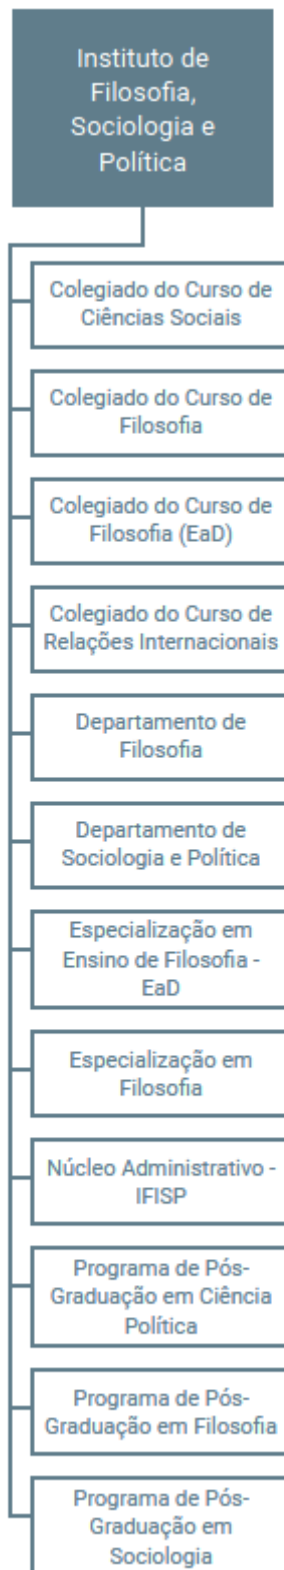 Instituto de
Filosofia,
Sociologia e
Política
Colegiado do Curso de
Ciências Sociais
Colegiado do Curso de
Filosofia
Colegiado do Curso de
Filosofia (EaD)
Colegiado do Curso de
Relações Internacionais
Departamento de
Filosofia
Departamento de
Sociologia e Política
Especialização em
Ensino de Filosofia -
EaD
Especialização em
Filosofia
Núcleo Administrativo -
IFISP
Programa de Pós-
Graduação em Ciência
Política
Programa de Pós-
Graduação em Filosofia
Programa de Pós-
Graduação em
Sociologia